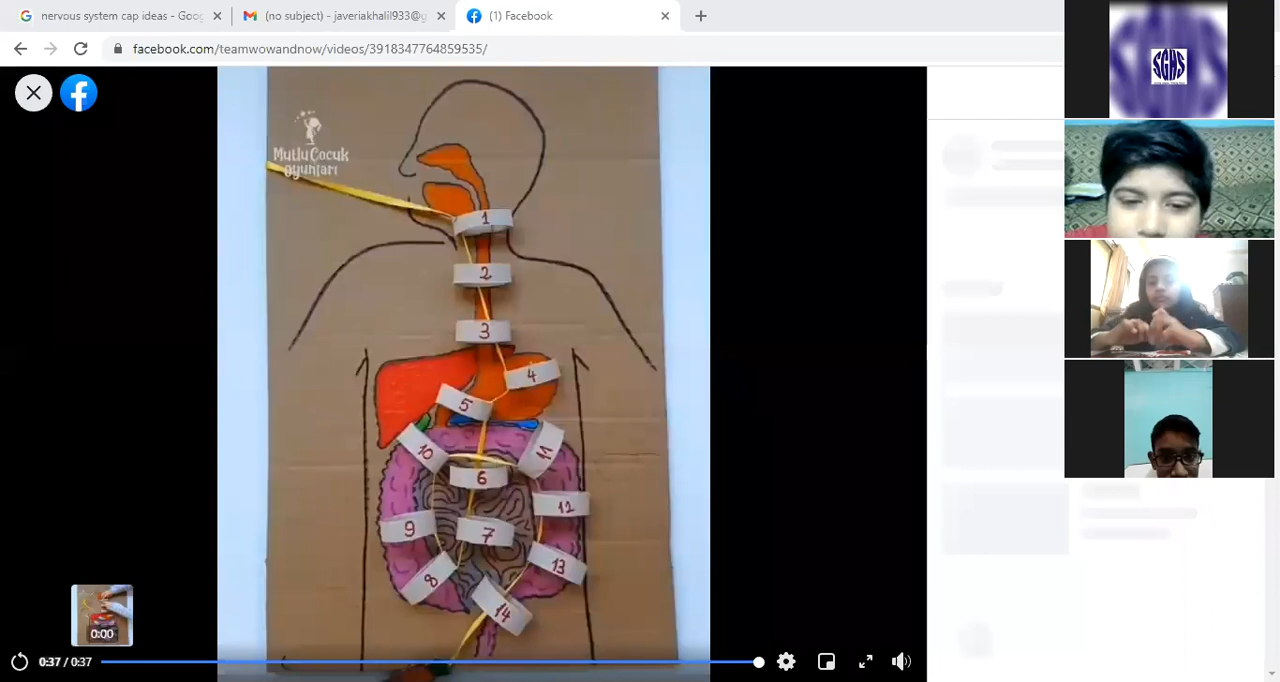 nervous system cap ideas - Goog
(no subject) - javeriakhalil933@g
(1) Facebook
facebook.com/teamwowandnow/videos/3918347764859535/
SGHS
Mutlu Çocuk
Oyunları
1
2
3
4
5
10
11
6
12
9
7
13
8
14
0:00
0:37 / 0:37